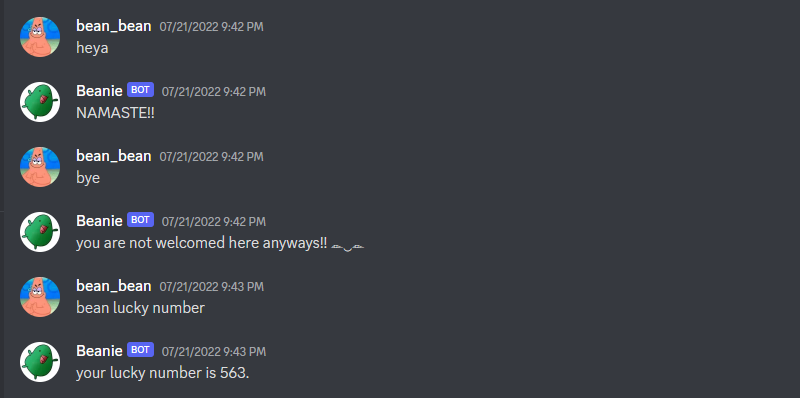 bean_bean 07/21/2022 9:42 PM
heya
Beanie BOT 07/21/2022 9:42 PM
NAMASTE!!
bean_bean 07/21/2022 9:42 PM
bye
Beanie BOT 07/21/2022 9:42 PM
you are not welcomed here anyways!!
bean_bean 07/21/2022 9:43 PM
bean lucky number
Beanie BOT 07/21/2022 9:43 PM
your lucky number is 563.